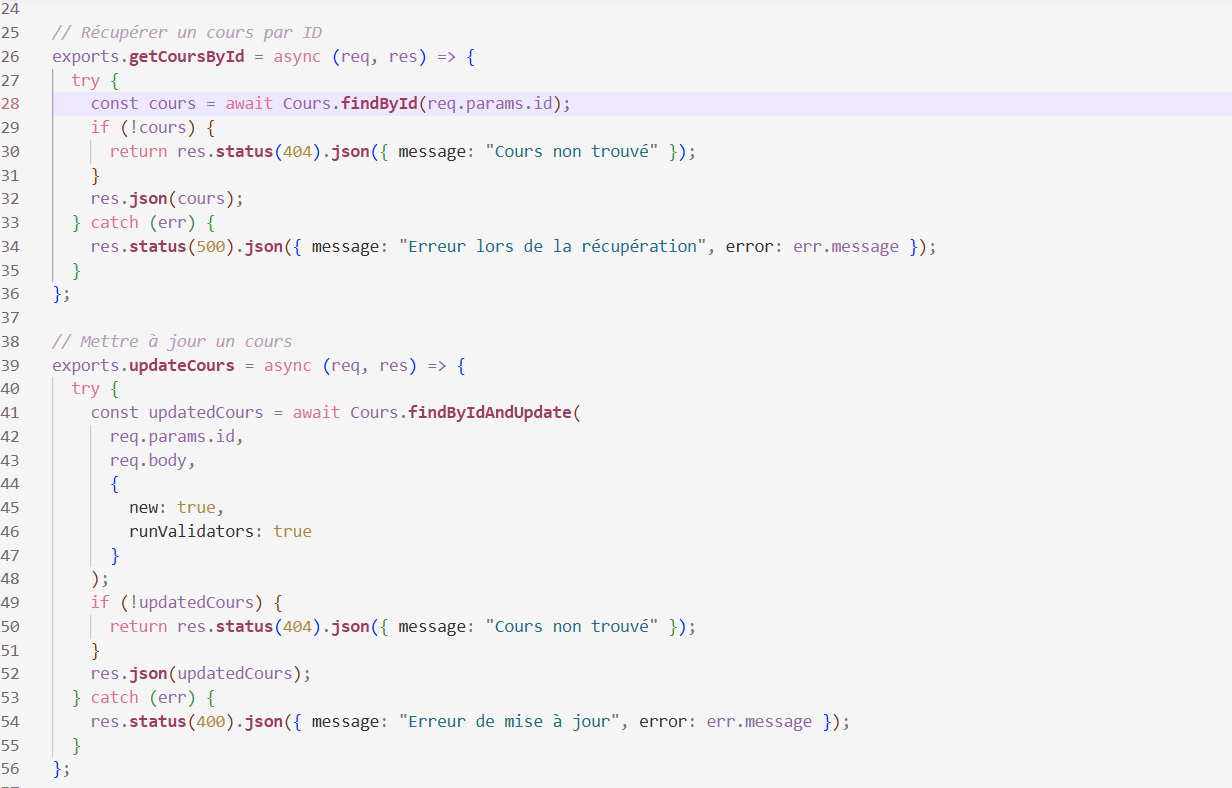 24
25 // Récupérer un cours par ID
26 exports.getCoursById = async (req, res) => {
27   try {
28     const cours = await Cours.findById(req.params.id);
29     if (!cours) {
30       return res.status(404).json({ message: "Cours non trouvé" });
31     }
32     res.json(cours);
33   } catch (err) {
34     res.status(500).json({ message: "Erreur lors de la récupération", error: err.message });
35   }
36 };
37
38 // Mettre à jour un cours
39 exports.updateCours = async (req, res) => {
40   try {
41     const updatedCours = await Cours.findByIdAndUpdate(
42       req.params.id,
43       req.body,
44       {
45         new: true,
46         runValidators: true
47       }
48     );
49     if (!updatedCours) {
50       return res.status(404).json({ message: "Cours non trouvé" });
51     }
52     res.json(updatedCours);
53   } catch (err) {
54     res.status(400).json({ message: "Erreur de mise à jour", error: err.message });
55   }
56 };